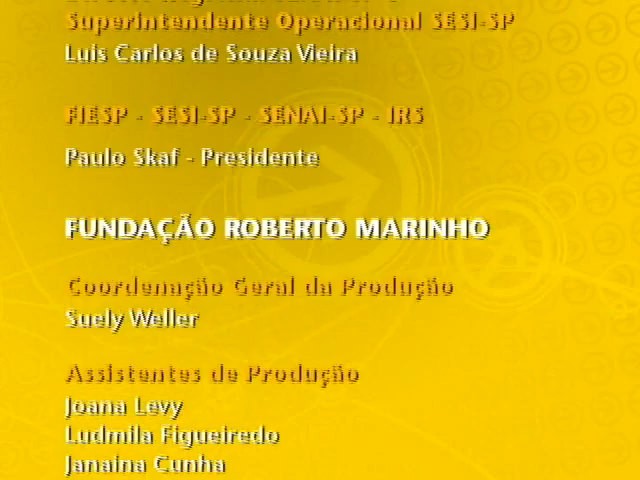 Superintendente Operacional SESI-SP
Luis Carlos de Souza Vieira
FIESP - SESI-SP - SENAI-SP - IRS
Paulo Skaf - Presidente
FUNDAÇÃO ROBERTO MARINHO
Coordenação Geral da Produção
Suely Weller
Assistentes de Produção
Joana Levy
Ludmila Figueiredo
Janaina Cunha